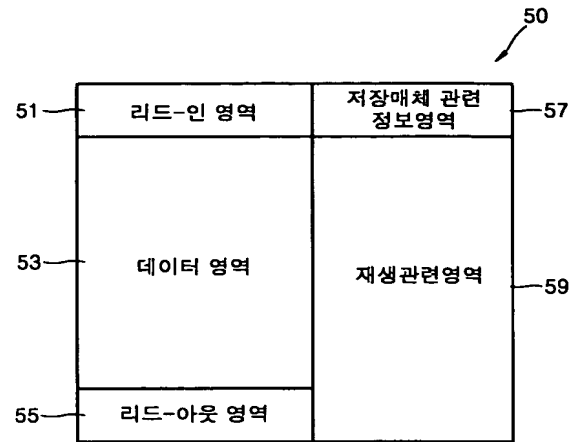 50
51
리드-인 영역
저장매체 관련
정보영역
57
53
데이터 영역
재생관련영역
59
55
리드-아웃 영역